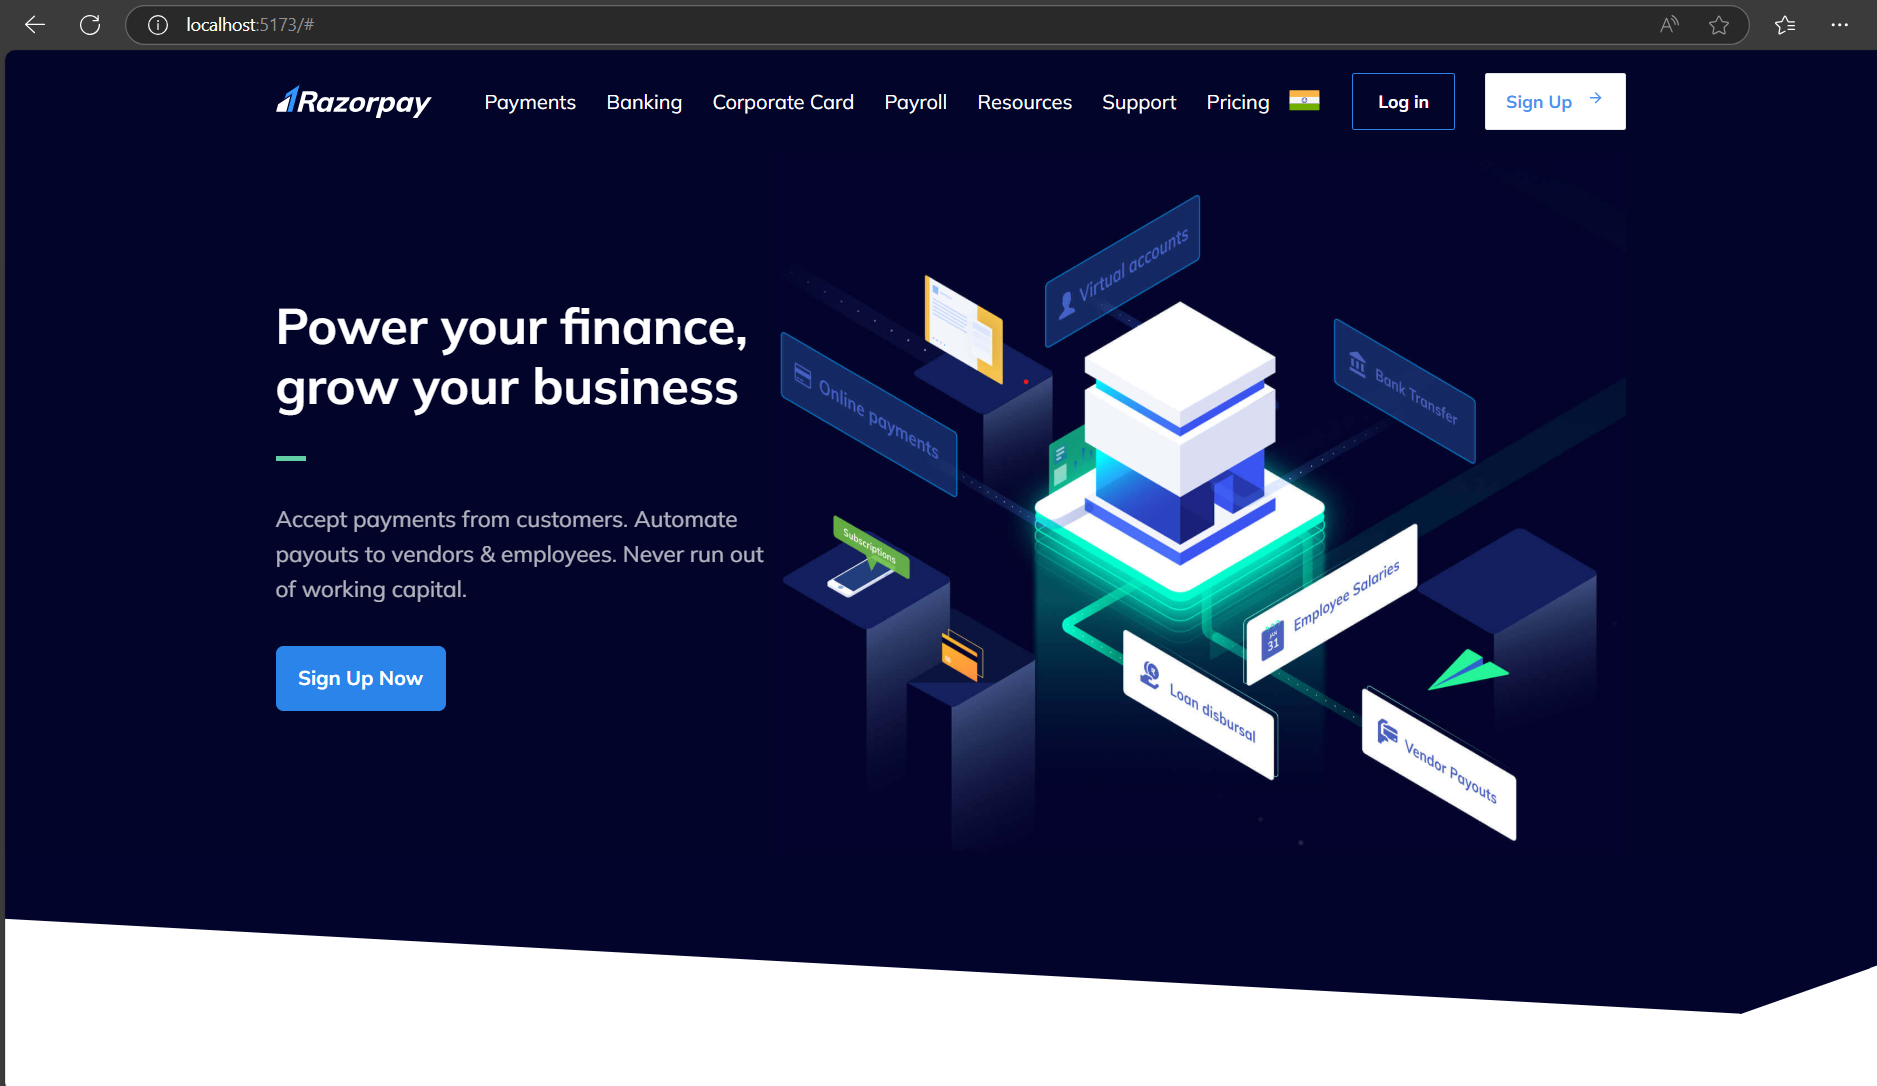 localhost:5173/#
Razorpay Payments Banking Corporate Card Payroll Resources Support Pricing Log in Sign Up →
Power your finance,
grow your business
Accept payments from customers. Automate
payouts to vendors & employees. Never run out
of working capital.
Sign Up Now
Virtual accounts
Online payments
Bank Transfer
Subscriptions
Employee Salaries
JAN
31
Loan disbursal
Vendor Payouts